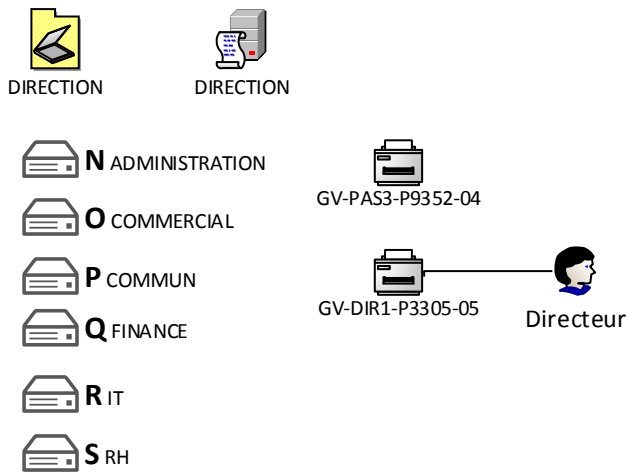 DIRECTION
DIRECTION
N ADMINISTRATION
GV-PAS3-P9352-04
O COMMERCIAL
P COMMUN
GV-DIR1-P3305-05
Directeur
Q FINANCE
R IT
S RH